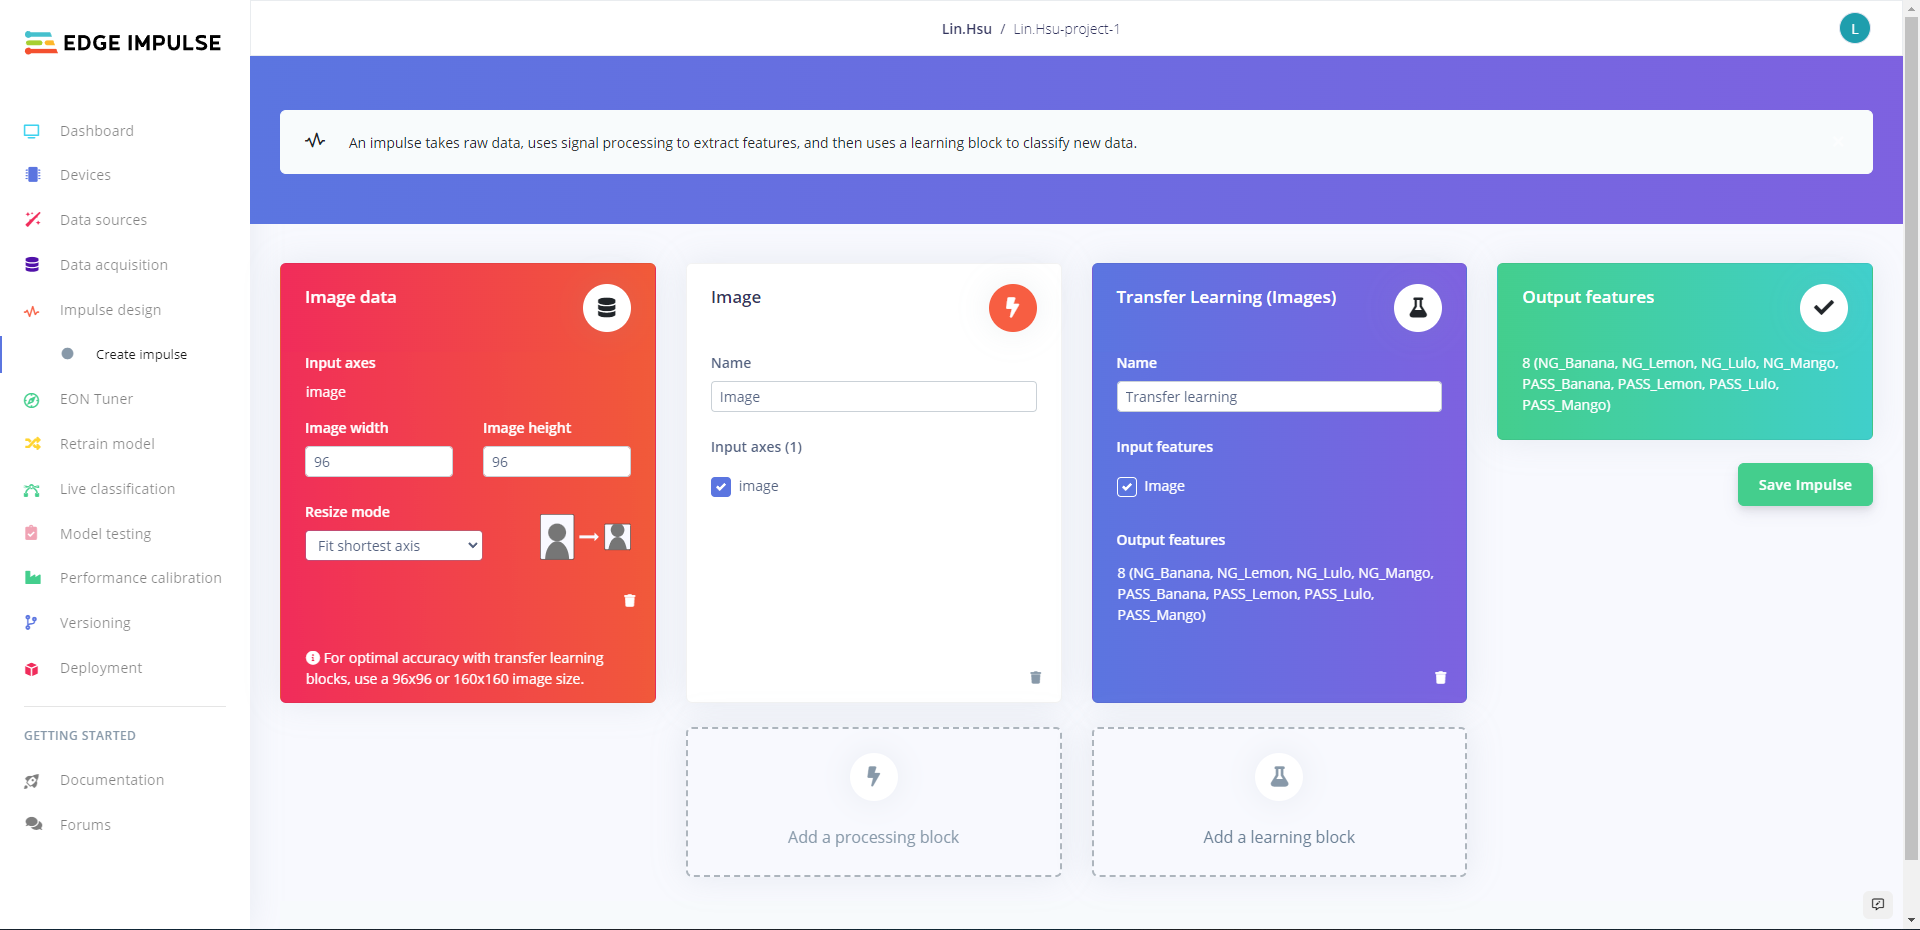 EDGE IMPULSE
Dashboard
Devices
Data sources
Data acquisition
Impulse design
Create impulse
EON Tuner
Retrain model
Live classification
Model testing
Performance calibration
Versioning
Deployment
GETTING STARTED
Documentation
Forums
Lin.Hsu / Lin.Hsu-project-1
L
An impulse takes raw data, uses signal processing to extract features, and then uses a learning block to classify new data.
Image data
Input axes
image
Image width
Image height
96
96
Resize mode
Fit shortest axis
For optimal accuracy with transfer learning
blocks, use a 96x96 or 160x160 image size.
Image
Name
Image
Input axes (1)
image
Add a processing block
Transfer Learning (Images)
Name
Transfer learning
Input features
Image
Output features
8 (NG_Banana, NG_Lemon, NG_Lulo, NG_Mango,
PASS_Banana, PASS_Lemon, PASS_Lulo,
PASS_Mango)
Add a learning block
Output features
8 (NG_Banana, NG_Lemon, NG_Lulo, NG_Mango,
PASS_Banana, PASS_Lemon, PASS_Lulo,
PASS_Mango)
Save Impulse